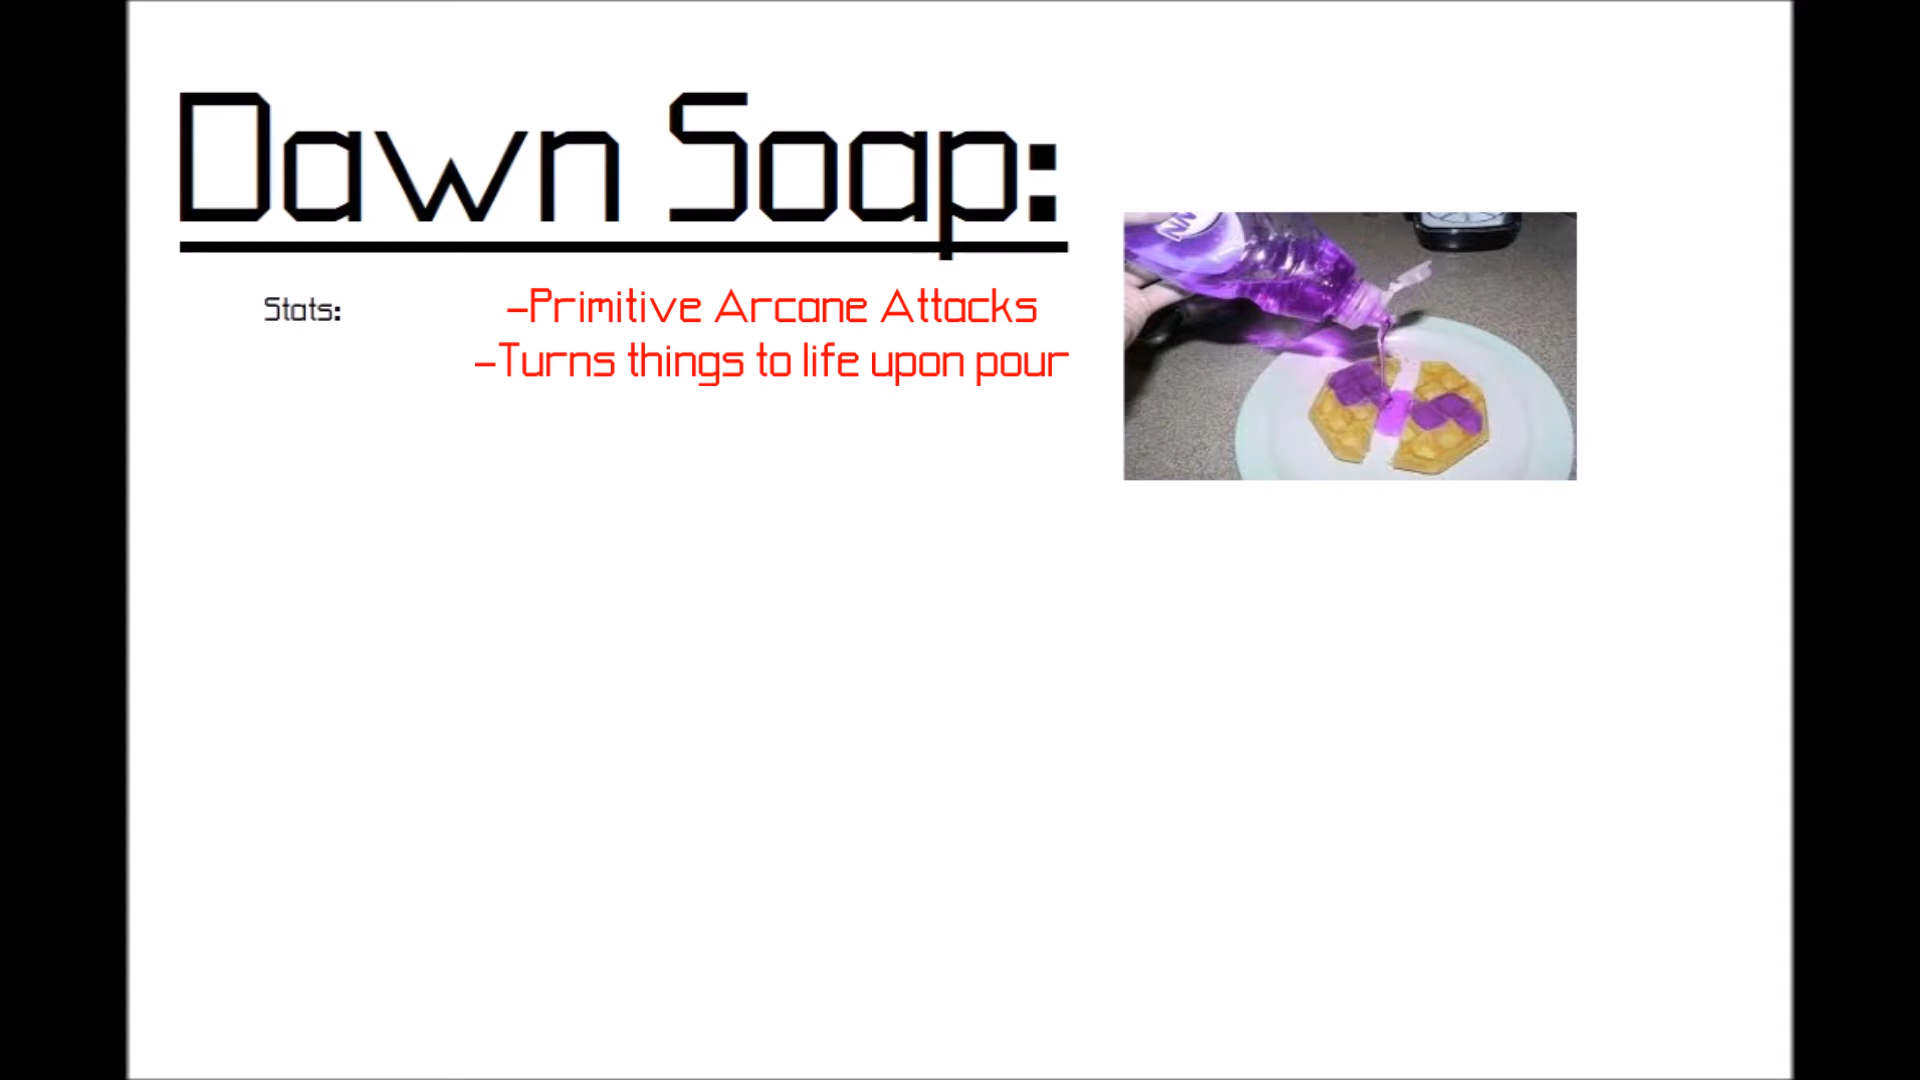 Dawn Soap:
Stats:
-Primitive Arcane Attacks
-Turns things to life upon pour